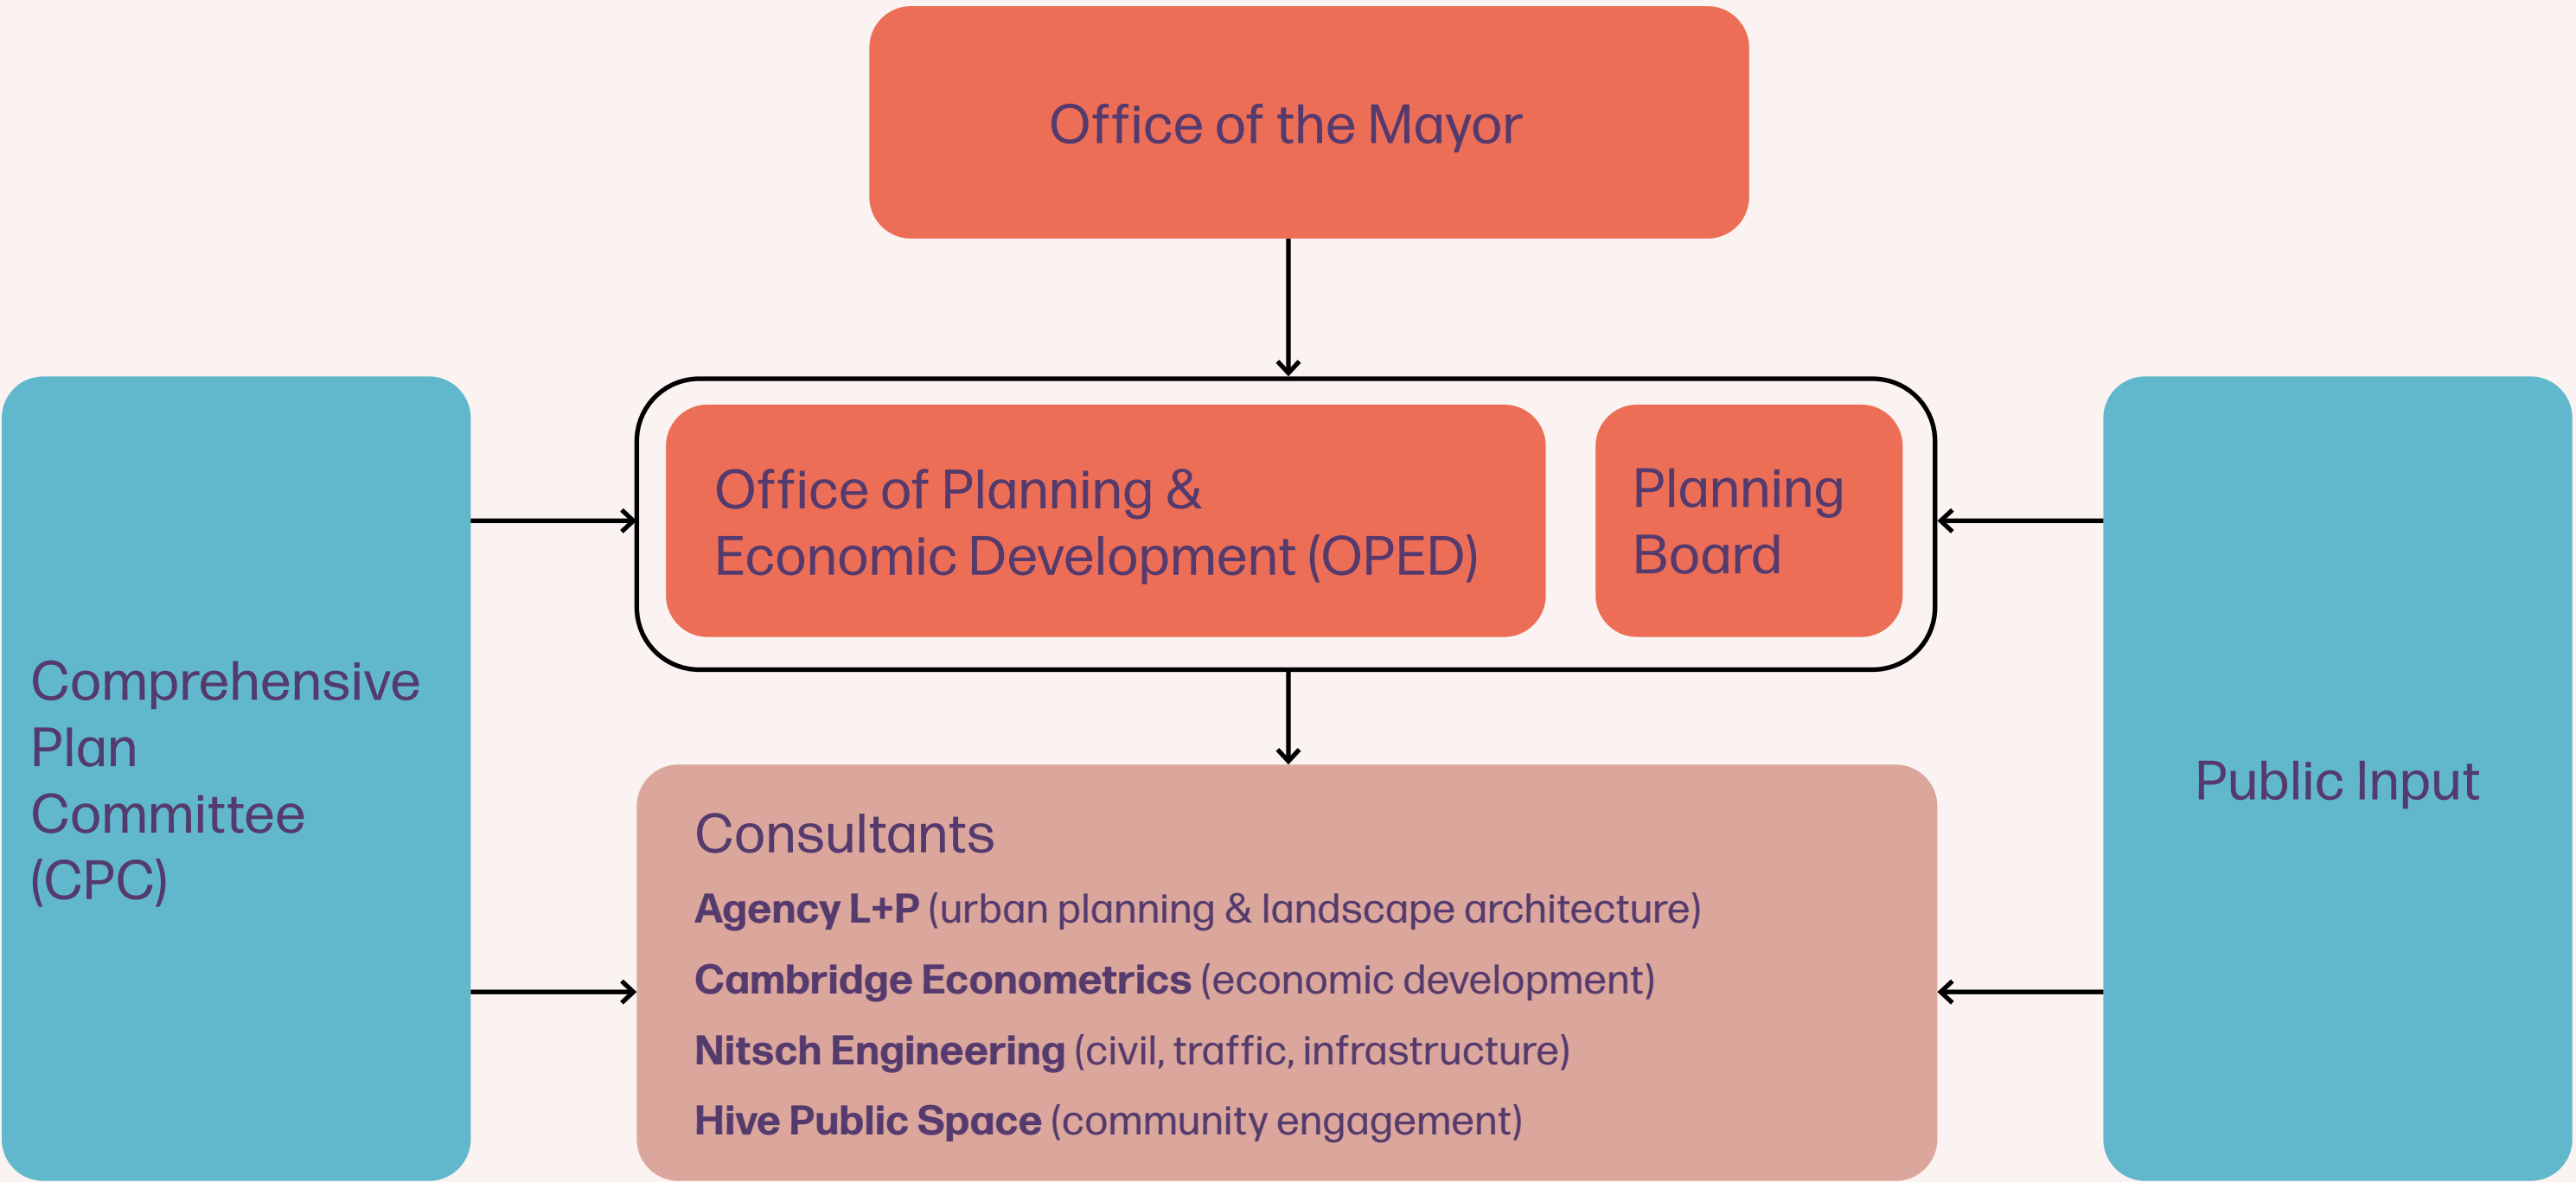 Office of the Mayor
Comprehensive
Plan
Committee
(CPC)
Office of Planning &
Economic Development (OPED)
Planning
Board
Consultants
Agency L+P (urban planning & landscape architecture)
Cambridge Econometrics (economic development)
Nitsch Engineering (civil, traffic, infrastructure)
Hive Public Space (community engagement)
Public Input